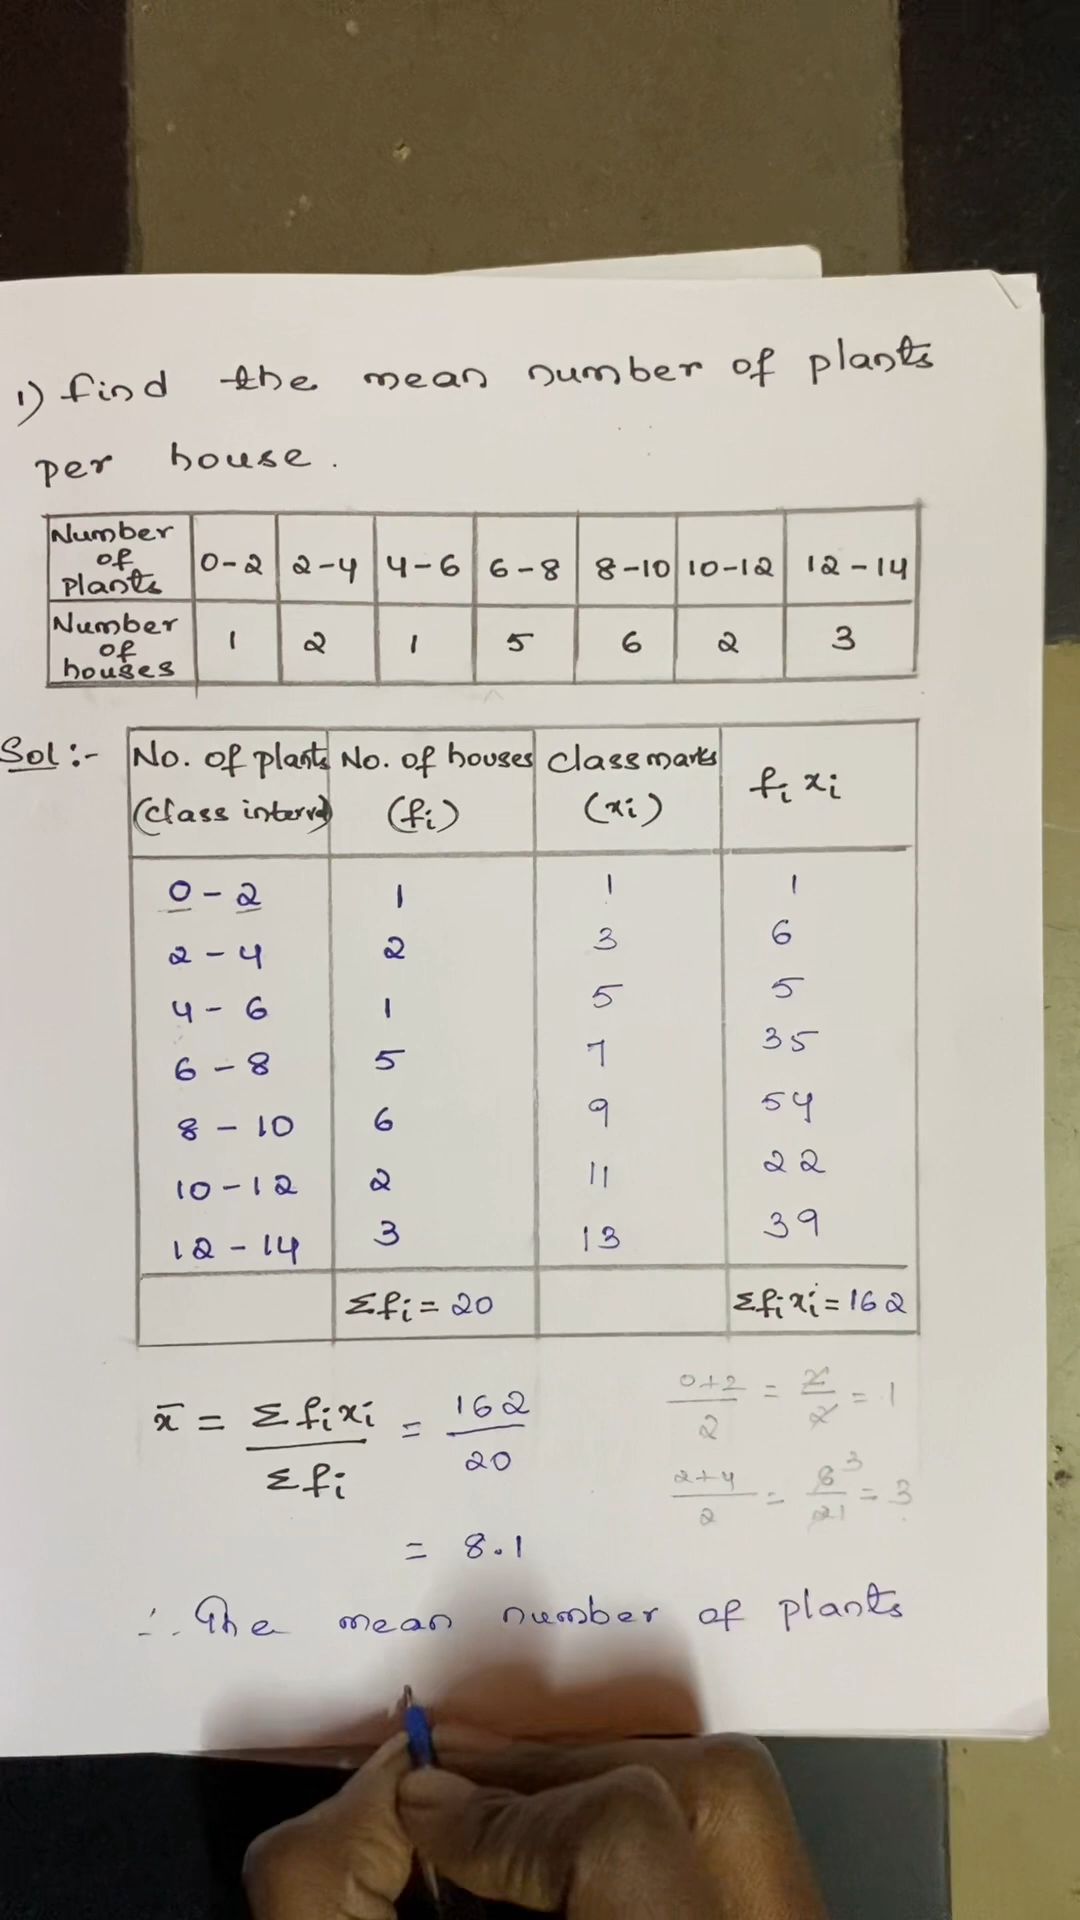 1) find the mean number of plants
per house.
Number of plants 0-2 2-4 4-6 6-8 8-10 10-12 12-14
Number of houses 1 2 1 5 6 2 3
Sol:- No. of plants (class interval) No. of houses (fi) class marks (xi) fi xi
0-2 1 1 1
2-4 2 3 6
4-6 1 5 5
6-8 5 7 35
8-10 6 9 54
10-12 2 11 22
12-14 3 13 39
Σfi = 20 Σfixi = 162
x̄ = Σfixi / Σfi = 162 / 20
0+2 / 2 = 2 / 2 = 1
2+4 / 2 = 6 3 / 2 1 = 3
= 8.1
∴ The mean number of plants